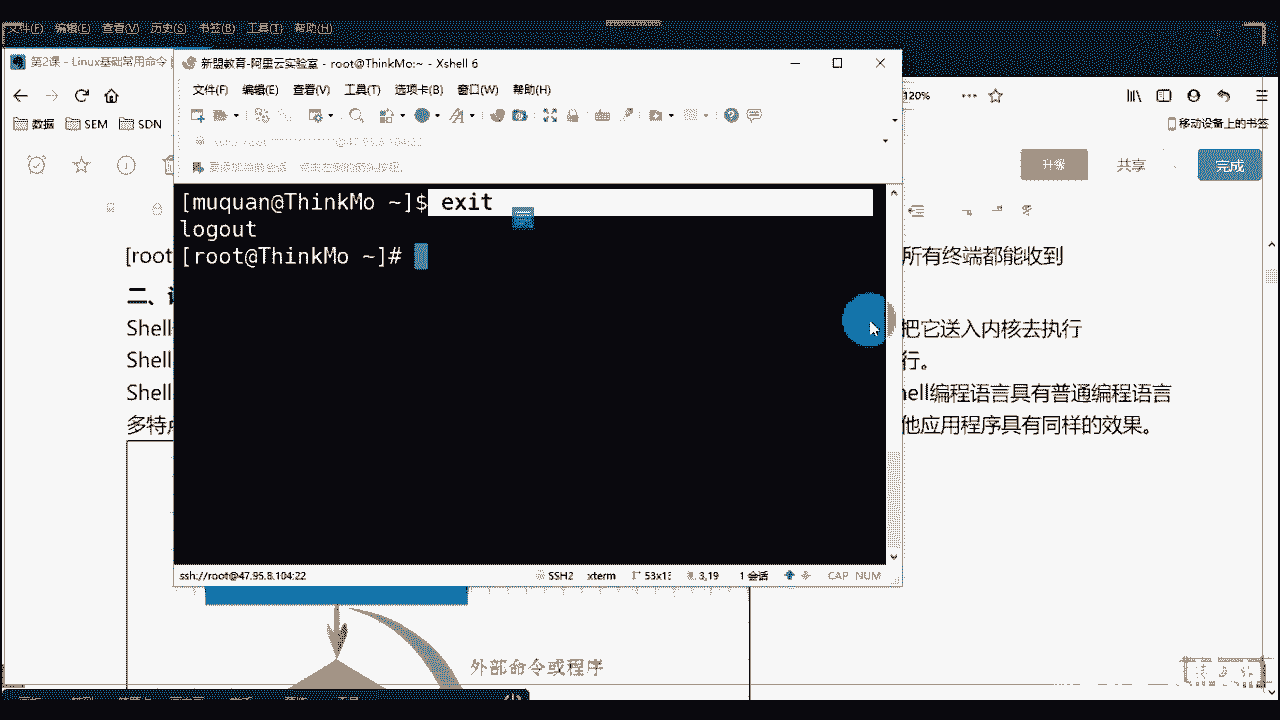 文件(F) 编辑(E) 查看(V) 历史(S) 书签(B) 工具(T) 帮助(H)
第2课 - Linux基础常用命令
新盟教育-阿里云实验室 - root@ThinkMo:~ - Xshell 6
文件(F) 编辑(E) 查看(V) 工具(T) 选项卡(B) 窗口(W) 帮助(H)
120%
数据 SEM SDN
移动设备上的书签
升级 共享 完成
[muquan@ThinkMo ~]$ exit
logout
[root@ThinkMo ~]#
[root
所有终端都能收到
二、
Shell
把它送入内核去执行
Shell
行。
Shell
hell编程语言具有普通编程语言
多特点
他应用程序具有同样的效果。
ssh://root@47.95.8.104:22 SSH2 xterm 3,19 1 会话 CAP NUM
外部命令或程序